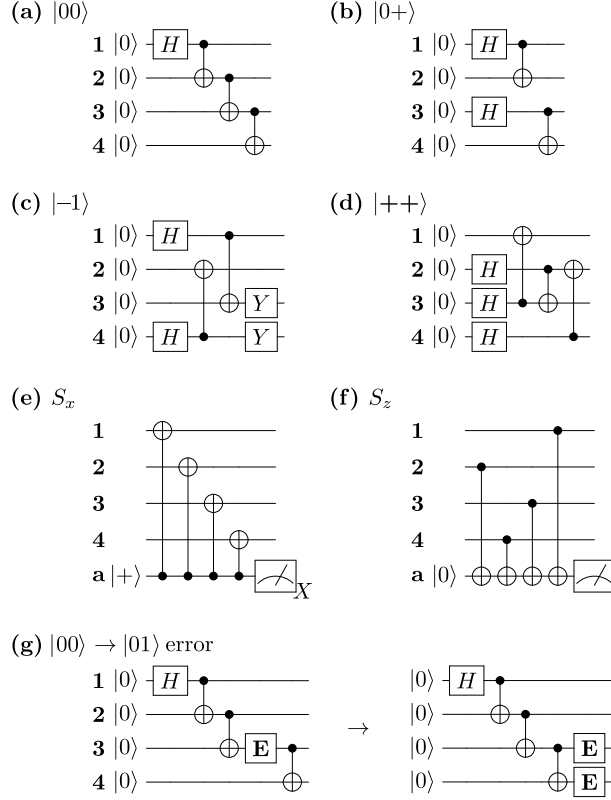 (a) |00⟩
1 |0⟩ H
2 |0⟩
3 |0⟩
4 |0⟩
(b) |0+⟩
1 |0⟩ H
2 |0⟩
3 |0⟩ H
4 |0⟩
(c) |−1⟩
1 |0⟩ H
2 |0⟩
3 |0⟩ Y
4 |0⟩ H Y
(d) |++⟩
1 |0⟩
2 |0⟩ H
3 |0⟩ H
4 |0⟩ H
(e) Sₓ
1
2
3
4
a |+⟩ X
(f) S_z
1
2
3
4
a |0⟩
(g) |00⟩ → |01⟩ error
1 |0⟩ H
2 |0⟩
3 |0⟩ E
4 |0⟩
→
|0⟩ H
|0⟩
|0⟩ E
|0⟩ E